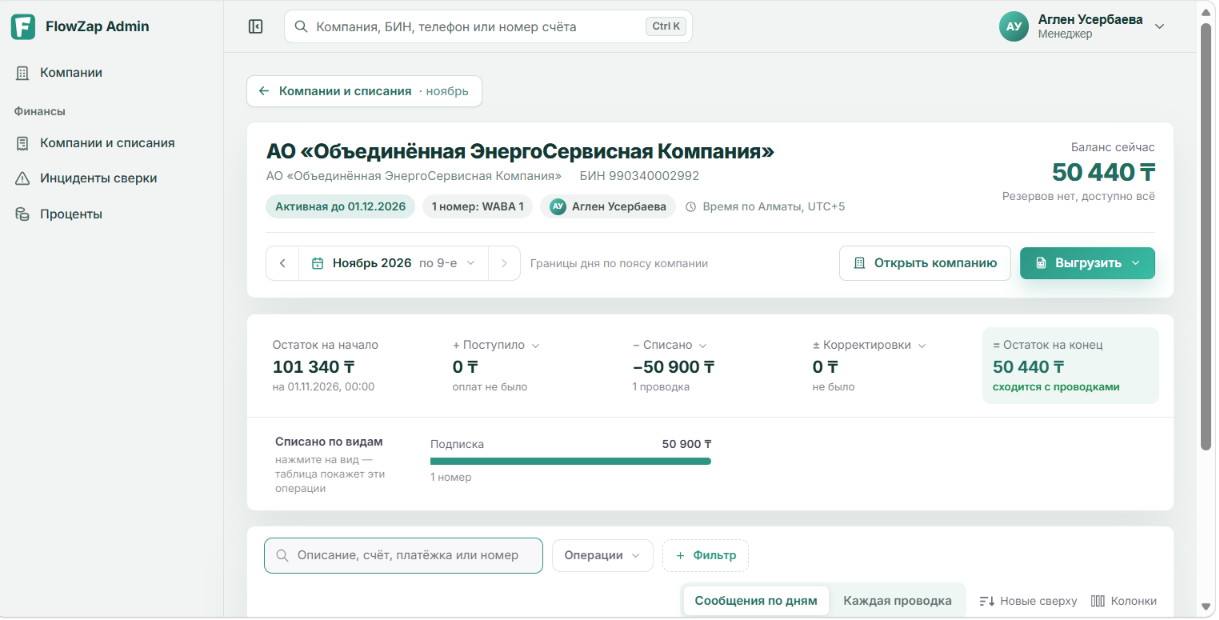 FlowZap Admin
Компания, БИН, телефон или номер счёта
Ctrl K
АУ
Аглен Усербаева
Менеджер
Компании
Финансы
Компании и списания
Инциденты сверки
Проценты
Компании и списания · ноябрь
АО «Объединённая ЭнергоСервисная Компания»
АО «Объединённая ЭнергоСервисная Компания» БИН 990340002992
Активная до 01.12.2026
1 номер: WABA 1
АУ Аглен Усербаева
Время по Алматы, UTC+5
Баланс сейчас
50 440 ₸
Резервов нет, доступно всё
Ноябрь 2026 по 9-е
Границы дня по поясу компании
Открыть компанию
Выгрузить
Остаток на начало
101 340 ₸
на 01.11.2026, 00:00
+ Поступило
0 ₸
оплат не было
− Списано
−50 900 ₸
1 проводка
± Корректировки
0 ₸
не было
= Остаток на конец
50 440 ₸
сходится с проводками
Списано по видам
нажмите на вид —
таблица покажет эти
операции
Подписка 50 900 ₸
1 номер
Описание, счёт, платёжка или номер
Операции
+ Фильтр
Сообщения по дням
Каждая проводка
Новые сверху
Колонки